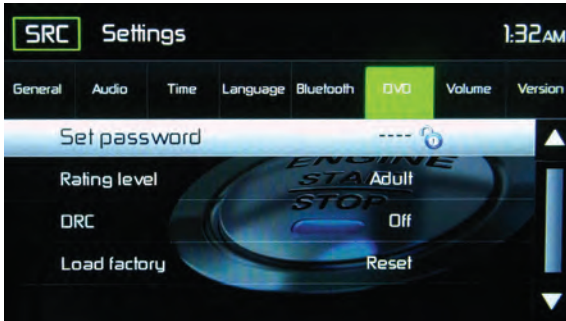 SRC Settings 1:32AM
General Audio Time Language Bluetooth DVD Volume Version
Set password ----
Rating level Adult
DRC Off
Load factory Reset
ENGINE
START
STOP